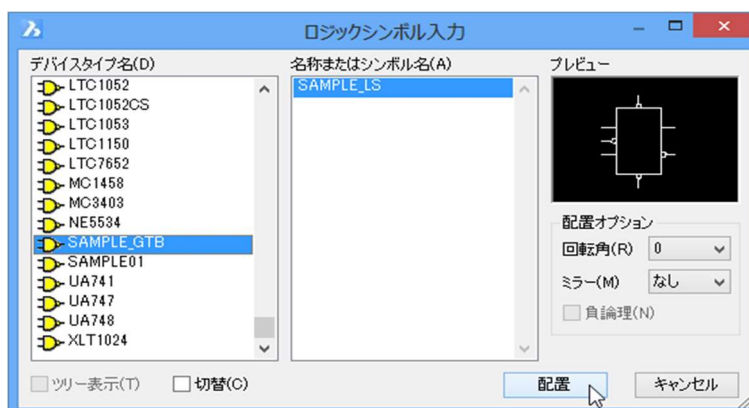 ロジックシンボル入力
デバイスタイプ名(D)
LTC1052
LTC1052CS
LTC1053
LTC1150
LTC7652
MC1458
MC3403
NE5534
SAMPLE_GTB
SAMPLE01
UA741
UA747
UA748
XLT1024
名称またはシンボル名(A)
SAMPLE_LS
プレビュー
配置オプション
回転角(R) 0
ミラー(M) なし
負論理(N)
ツリー表示(T) 切替(C)
配置 キャンセル